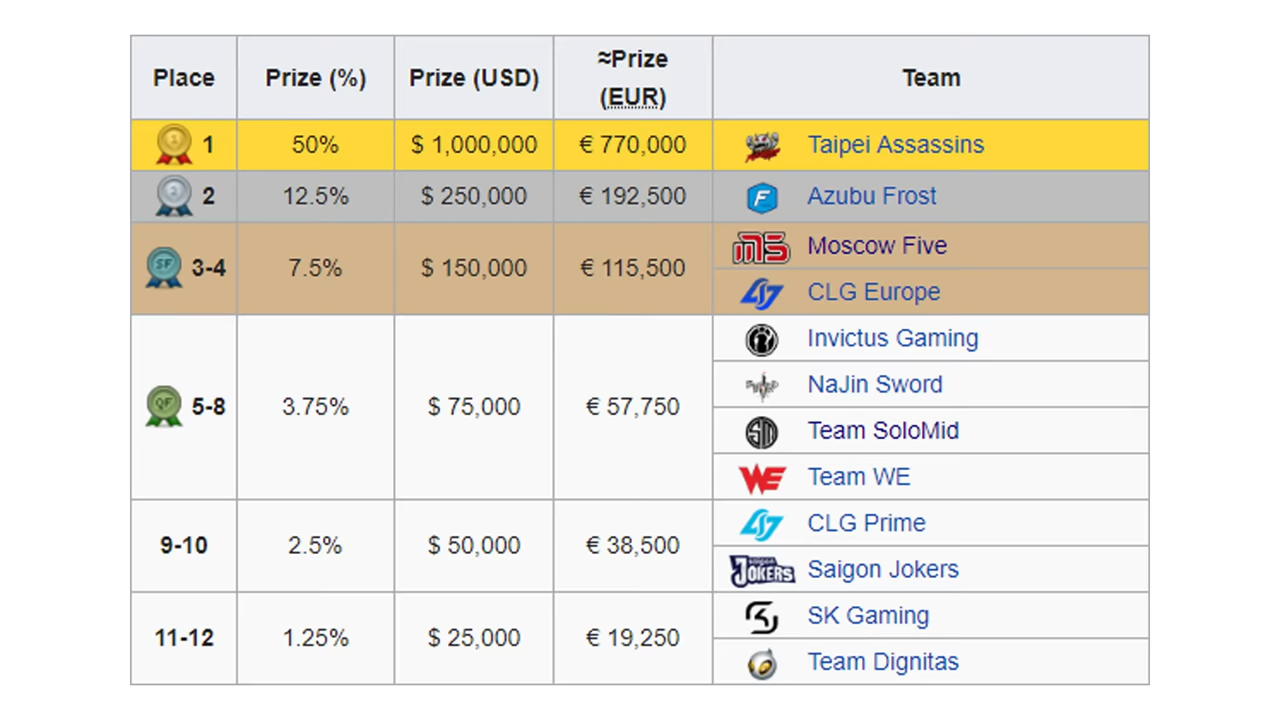 Place Prize (%) Prize (USD) ≈Prize (EUR) Team
1 50% $ 1,000,000 € 770,000 Taipei Assassins
2 12.5% $ 250,000 € 192,500 Azubu Frost
SF 3-4 7.5% $ 150,000 € 115,500 Moscow Five
CLG Europe
QF 5-8 3.75% $ 75,000 € 57,750 Invictus Gaming
NaJin Sword
Team SoloMid
WE Team WE
9-10 2.5% $ 50,000 € 38,500 CLG Prime
JOKERS Saigon Jokers
11-12 1.25% $ 25,000 € 19,250 SK Gaming
Team Dignitas